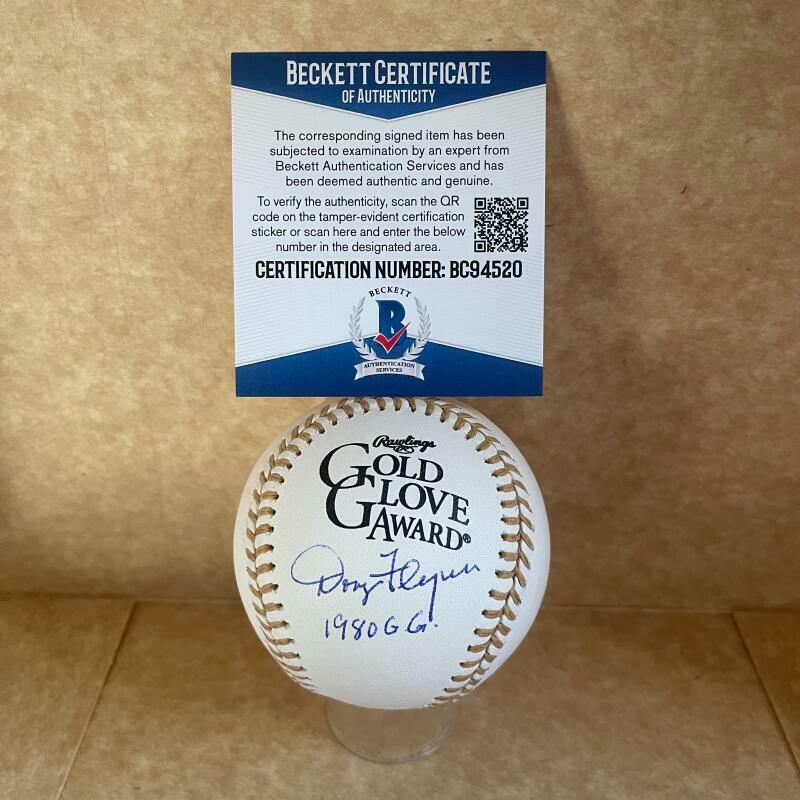 BECKETT CERTIFICATE
OF AUTHENTICITY
The corresponding signed item has been
subjected to examination by an expert from
Beckett Authentication Services and has
been deemed authentic and genuine.
To verify the authenticity, scan the QR
code on the tamper-evident certification
sticker or scan here and enter the below
number in the designated area.
CERTIFICATION NUMBER: BC94520
BECKETT
B
AUTHENTICATION
SERVICES
Rawlings
GOLD
GLOVE
AWARD®
Doug Flynn
1980 G.G.